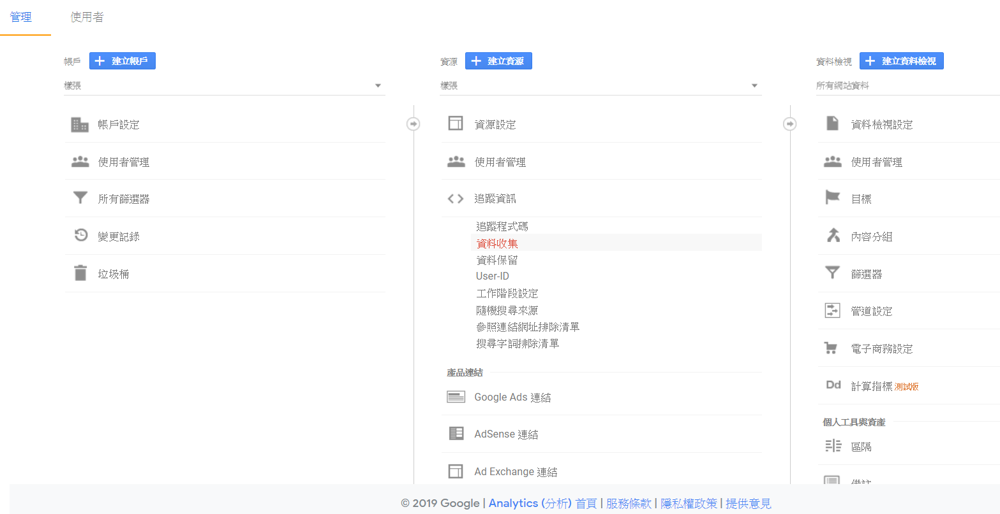 管理
使用者
帳戶
建立帳戶
樣張
帳戶設定
使用者管理
所有篩選器
變更記錄
垃圾桶
資源
建立資源
樣張
資源設定
使用者管理
追蹤資訊
追蹤程式碼
資料收集
資料保留
User-ID
工作階段設定
隨機搜尋來源
參照連結網址排除清單
搜尋字詞排除清單
產品連結
Google Ads 連結
AdSense 連結
Ad Exchange 連結
資料檢視
建立資料檢視
所有網站資料
資料檢視設定
使用者管理
目標
內容分組
篩選器
管道設定
電子商務設定
Dd 計算指標 測試版
個人工具與資產
區隔
備註
© 2019 Google | Analytics (分析) 首頁 | 服務條款 | 隱私權政策 | 提供意見